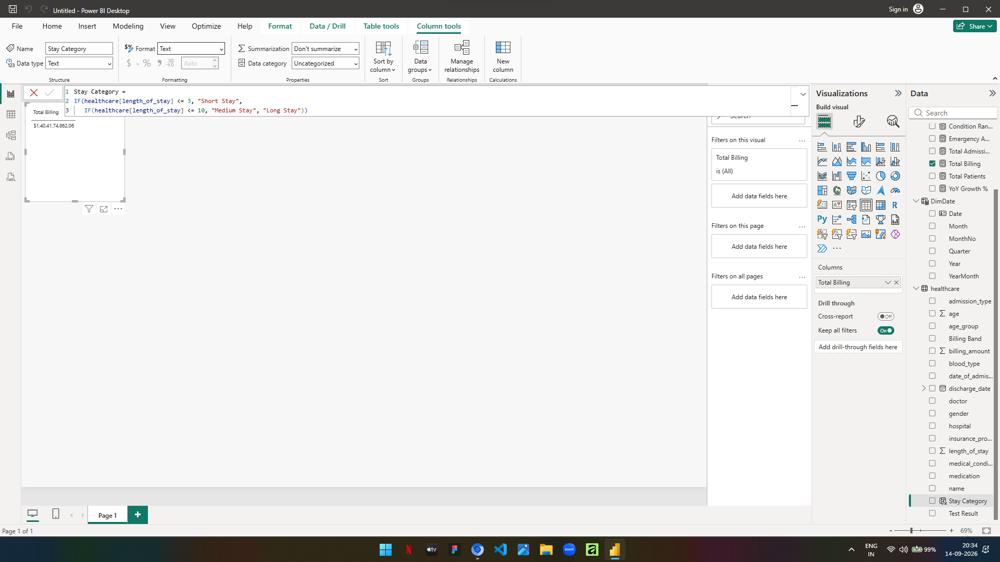 Untitled - Power BI Desktop
Sign in
File Home Insert Modeling View Optimize Help Format Data / Drill Table tools Column tools
Share
Name Stay Category
Data type Text
Structure
Format Text
Auto
Formatting
Summarization Don't summarize
Data category Uncategorized
Properties
Sort by
column
Sort
Data
groups
Groups
Manage
relationships
Relationships
New
column
Calculations
1 Stay Category =
2 IF(healthcare[length_of_stay] <= 3, "Short Stay",
3 IF(healthcare[length_of_stay] <= 10, "Medium Stay", "Long Stay"))
Total Billing
$1,40,41,74,862.06
DAX
TMDL
Search
Filters on this visual
Total Billing
is (All)
Add data fields here
Filters on this page
Add data fields here
Filters on all pages
Add data fields here
Visualizations
Build visual
123
R
Py
Columns
Total Billing
Drill through
Cross-report Off
Keep all filters On
Add drill-through fields here
Data
Search
Condition Ran...
Emergency A...
Total Admissi...
Total Billing
Total Patients
YoY Growth %
DimDate
Date
Month
MonthNo
Quarter
Year
YearMonth
healthcare
admission_type
age
age_group
Billing Band
billing_amount
blood_type
date_of_admis...
discharge_date
doctor
gender
hospital
insurance_pro...
length_of_stay
medical_condi...
medication
name
Stay Category
Test Result
Page 1
Page 1 of 1
69%
N
tv
zoom
ENG
IN
99%
20:34
14-09-2026